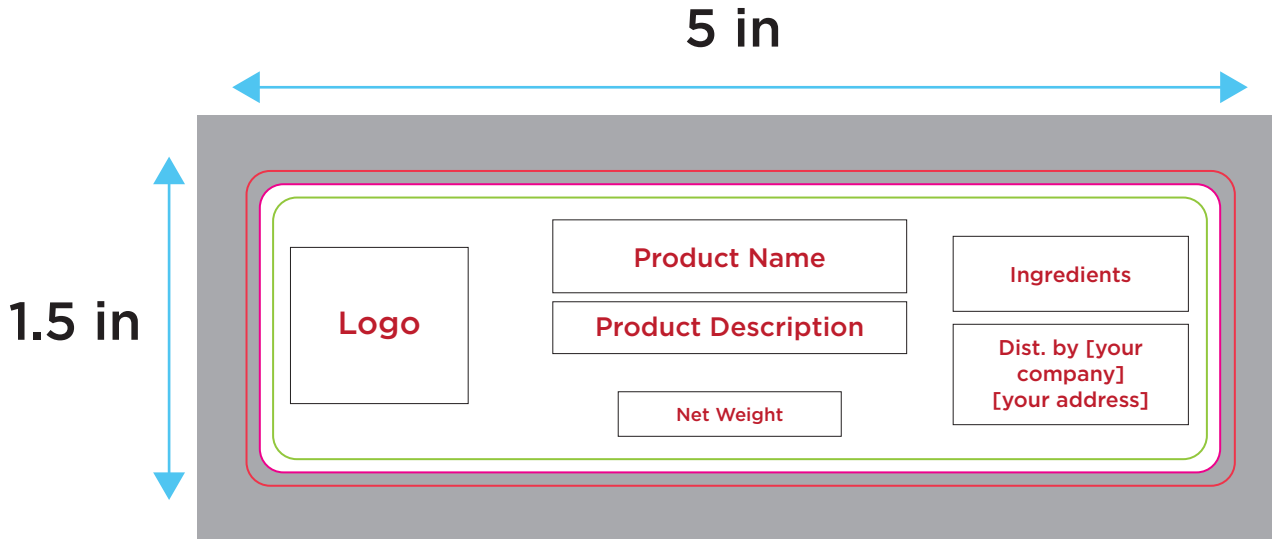 5 in
1.5 in
Logo
Product Name
Product Description
Net Weight
Ingredients
Dist. by [your
company]
[your address]